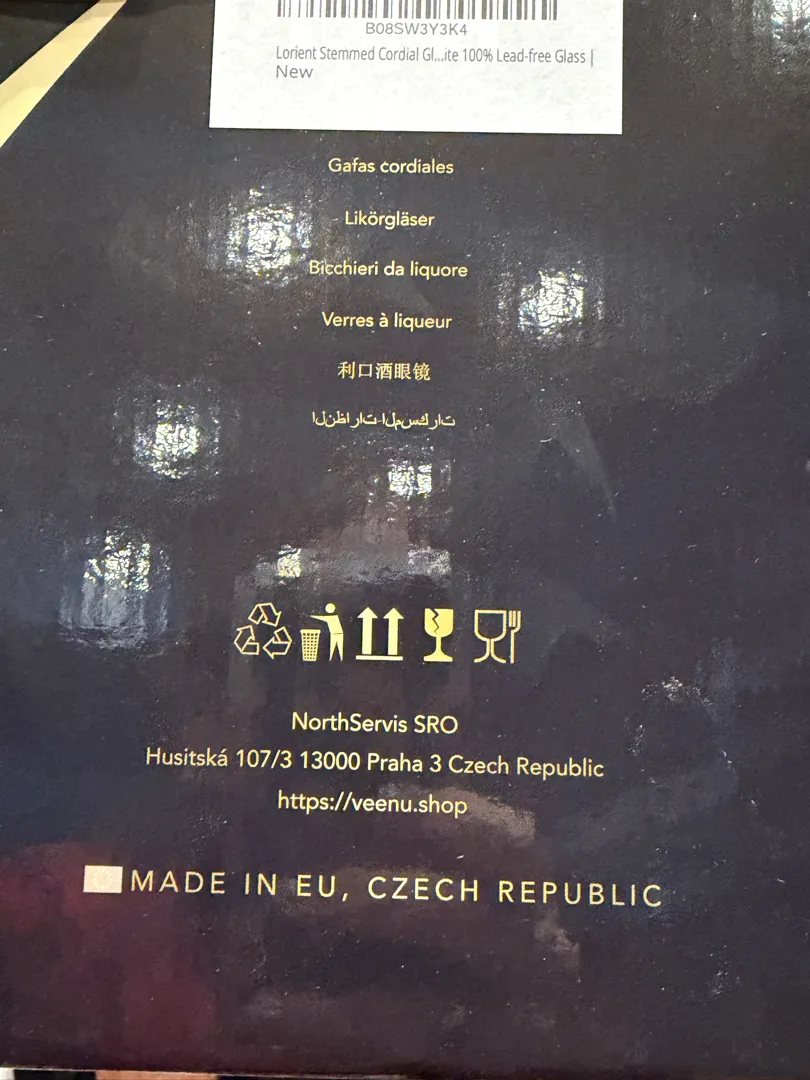 B08SW3Y3K4
Lorient Stemmed Cordial Gl...ite 100% Lead-free Glass |
New
Gafas cordiales
Likörgläser
Bicchieri da liquore
Verres à liqueur
利口酒眼镜
النظارات المسكرات
NorthServis SRO
Husitská 107/3 13000 Praha 3 Czech Republic
https://veenu.shop
MADE IN EU, CZECH REPUBLIC